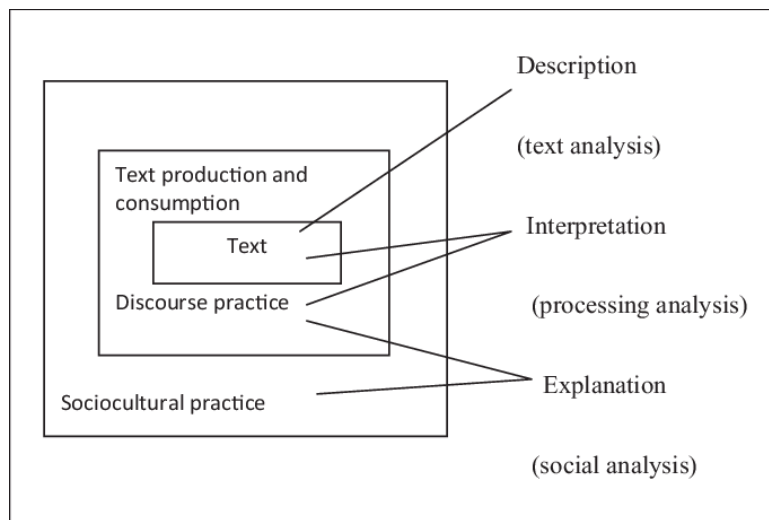 Description
(text analysis)
Text production and
consumption
Text
Interpretation
Discourse practice
(processing analysis)
Explanation
Sociocultural practice
(social analysis)